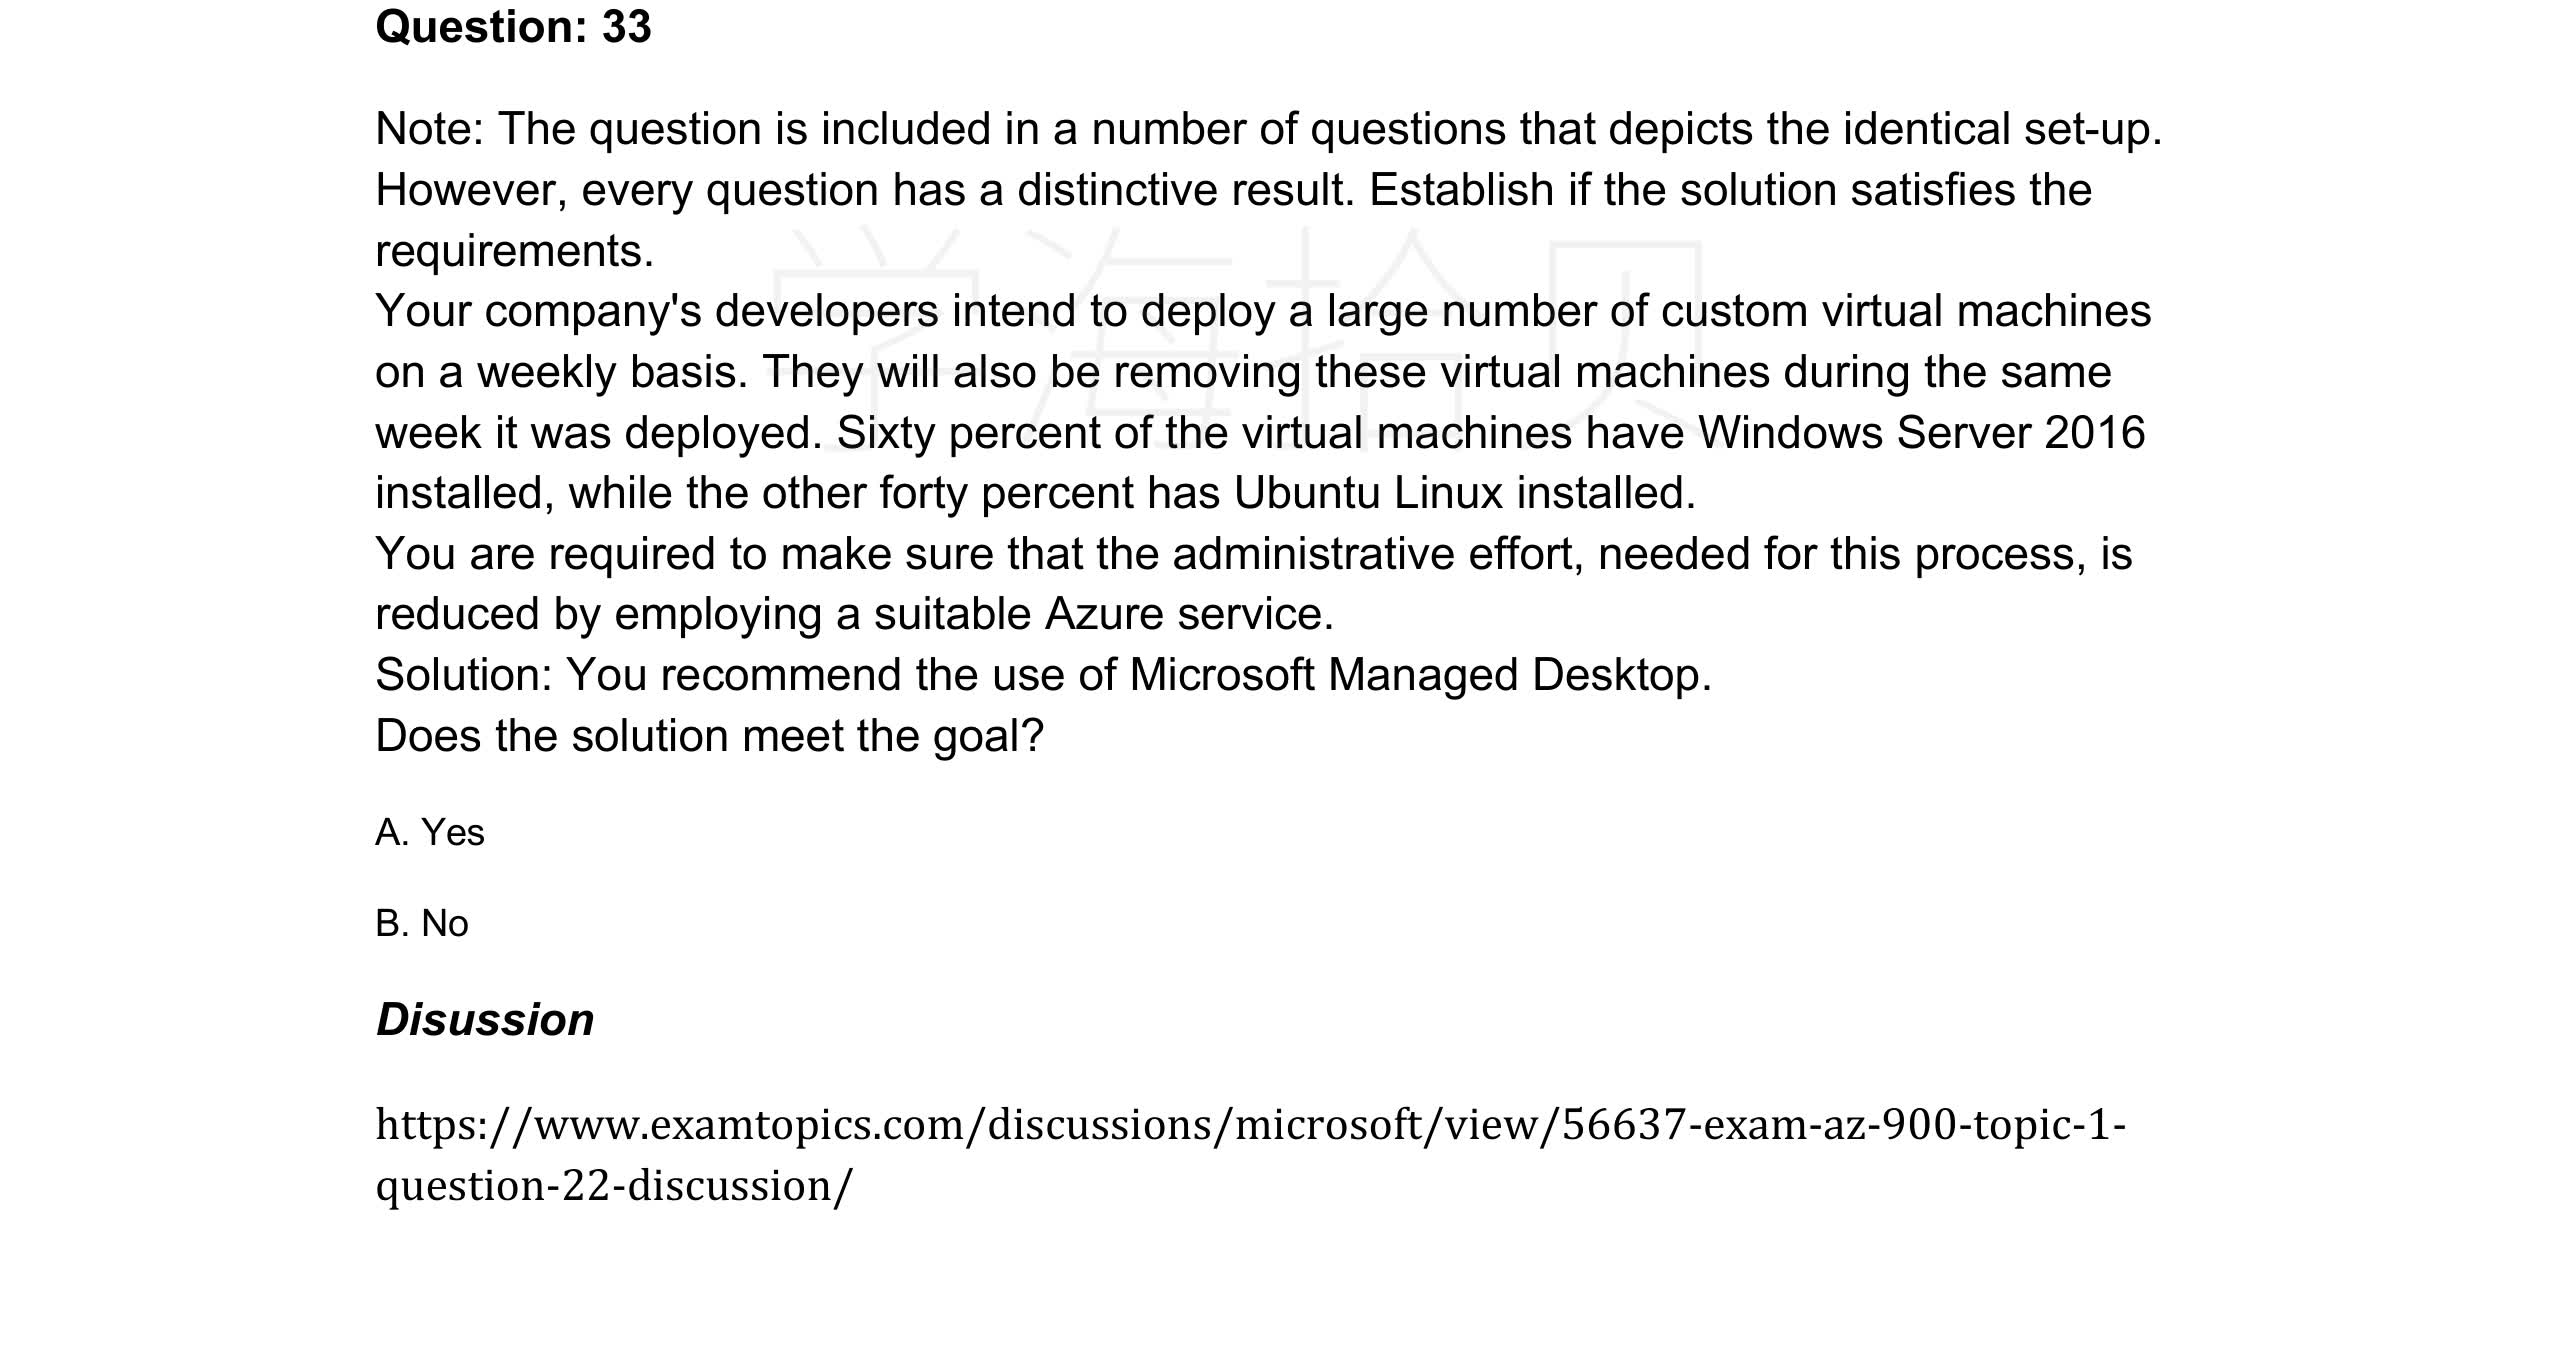 Question: 33
Note: The question is included in a number of questions that depicts the identical set-up.
However, every question has a distinctive result. Establish if the solution satisfies the
requirements.
学海拾贝
Your company's developers intend to deploy a large number of custom virtual machines
on a weekly basis. They will also be removing these virtual machines during the same
week it was deployed. Sixty percent of the virtual machines have Windows Server 2016
installed, while the other forty percent has Ubuntu Linux installed.
You are required to make sure that the administrative effort, needed for this process, is
reduced by employing a suitable Azure service.
Solution: You recommend the use of Microsoft Managed Desktop.
Does the solution meet the goal?
A. Yes
B. No
Disussion
https://www.examtopics.com/discussions/microsoft/view/56637-exam-az-900-topic-1-
question-22-discussion/